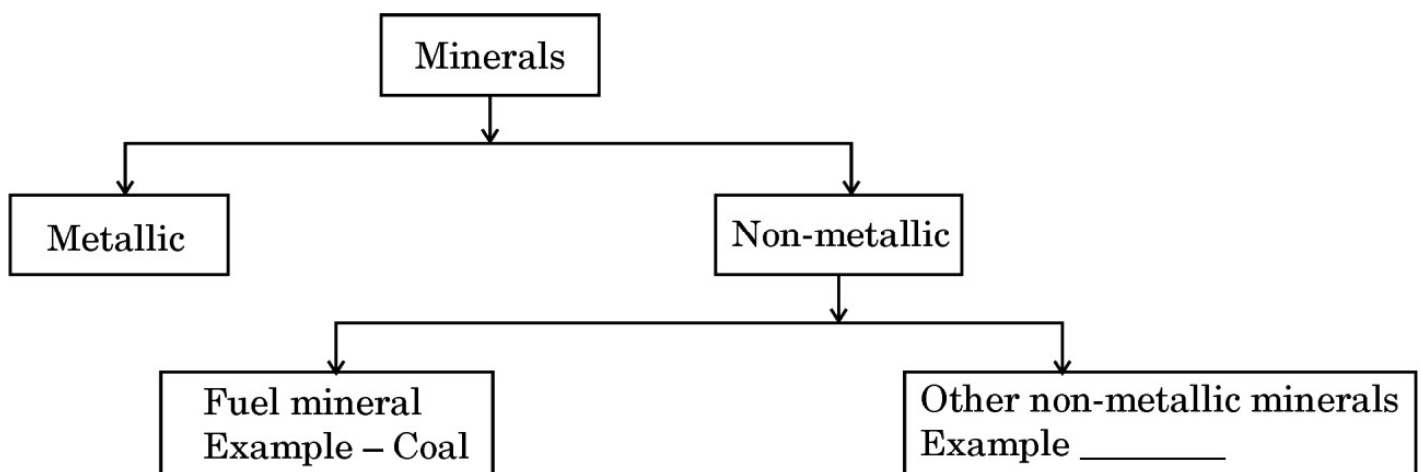 Minerals
Metallic
Non-metallic
Fuel mineral
Example – Coal
Other non-metallic minerals
Example ________